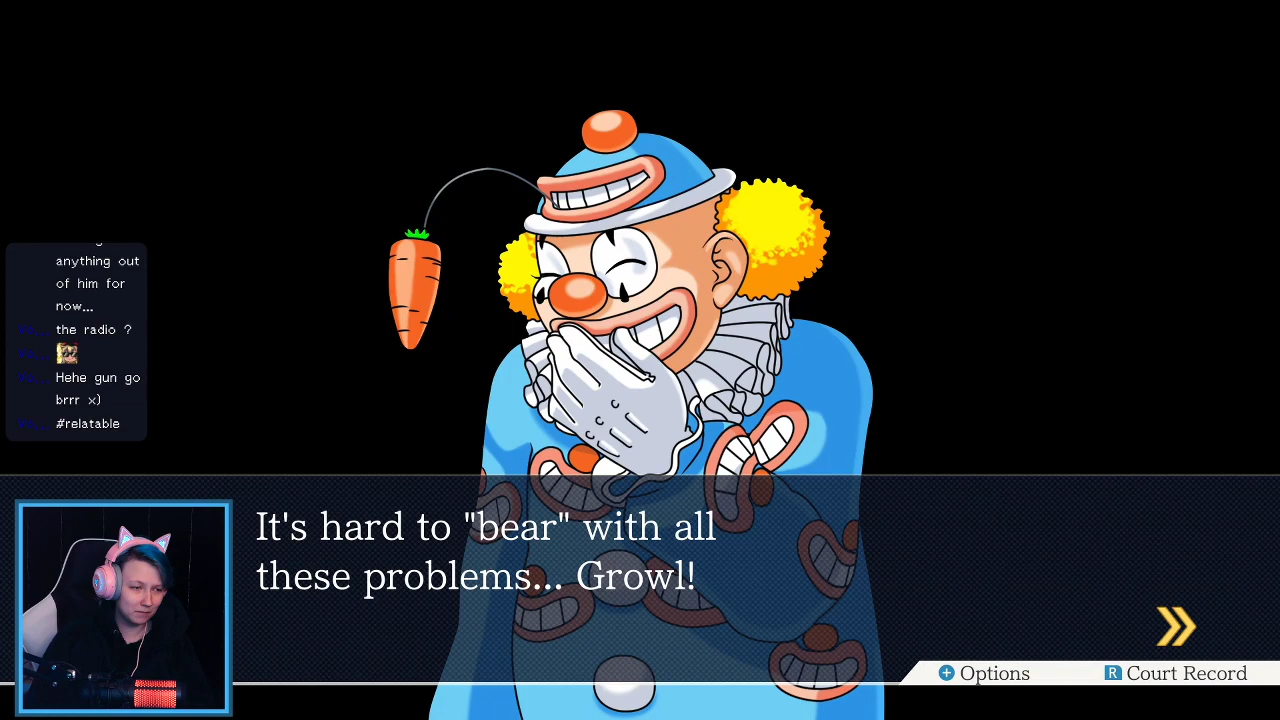 anything out
of him for
now...
the radio ?
Hehe gun go
brrr x)
#relatable
It's hard to "bear" with all
these problems... Growl!
+ Options
R Court Record